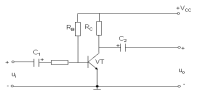 +VCC
RB
RC
C2
C1
VT
+
+
ui
uo
-
-